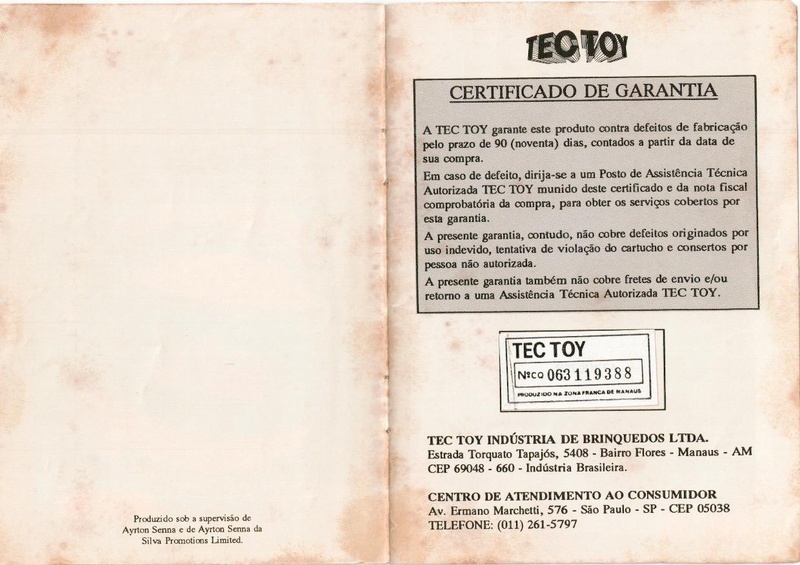 Produzido sob a supervisão de
Ayrton Senna e de Ayrton Senna da
Silva Promotions Limited.
TEC TOY
CERTIFICADO DE GARANTIA
A TEC TOY garante este produto contra defeitos de fabricação
pelo prazo de 90 (noventa) dias, contados a partir da data de
sua compra.
Em caso de defeito, dirija-se a um Posto de Assistência Técnica
Autorizada TEC TOY munido deste certificado e da nota fiscal
comprobatória da compra, para obter os serviços cobertos por
esta garantia.
A presente garantia, contudo, não cobre defeitos originados por
uso indevido, tentativa de violação do cartucho e consertos por
pessoa não autorizada.
A presente garantia também não cobre fretes de envio e/ou
retorno a uma Assistência Técnica Autorizada TEC TOY.
TEC TOY
Nº CQ 063119388
PRODUZIDO NA ZONA FRANCA DE MANAUS
TEC TOY INDÚSTRIA DE BRINQUEDOS LTDA.
Estrada Torquato Tapajós, 5408 - Bairro Flores - Manaus - AM
CEP 69048 - 660 - Indústria Brasileira.
CENTRO DE ATENDIMENTO AO CONSUMIDOR
Av. Ermano Marchetti, 576 - São Paulo - SP - CEP 05038
TELEFONE: (011) 261-5797